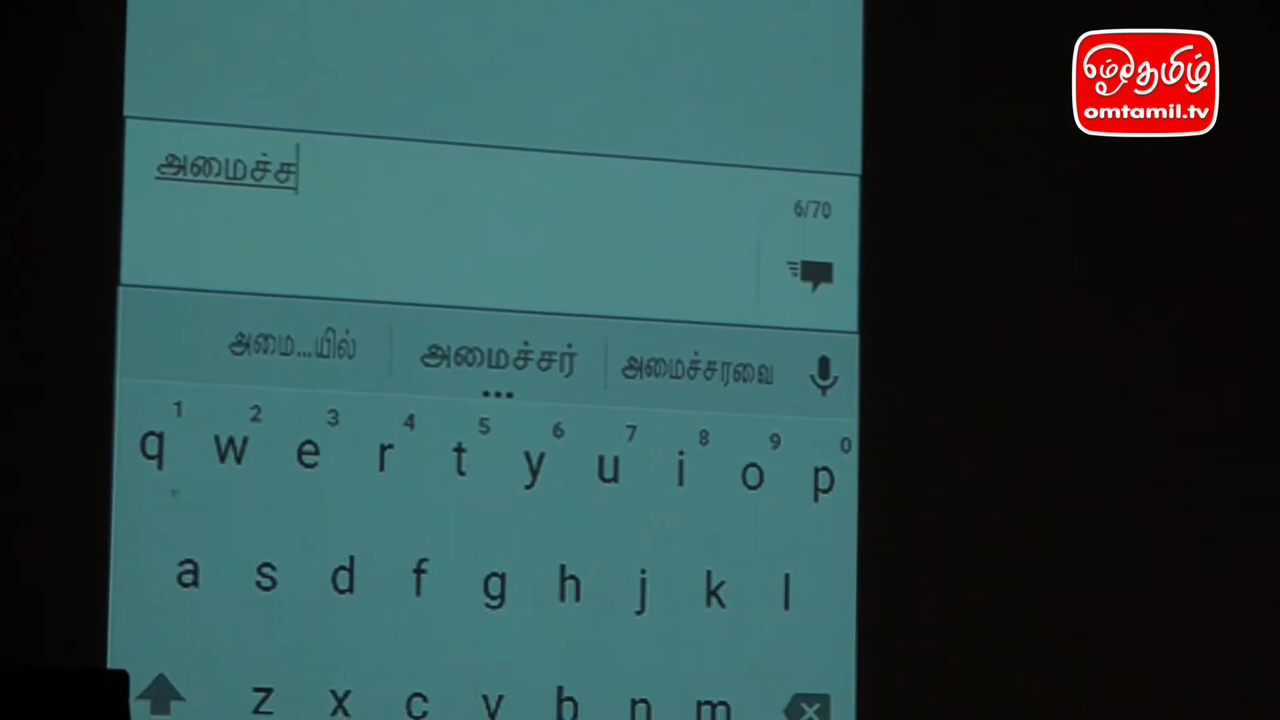 ஓம்தமிழ்
omtamil.tv
அமைச்ச
6/70
அமை...யில் அமைச்சர் அமைச்சரவை
1 2 3 4 5 6 7 8 9 0
q w e r t y u i o p
a s d f g h j k l
z x c v b n m